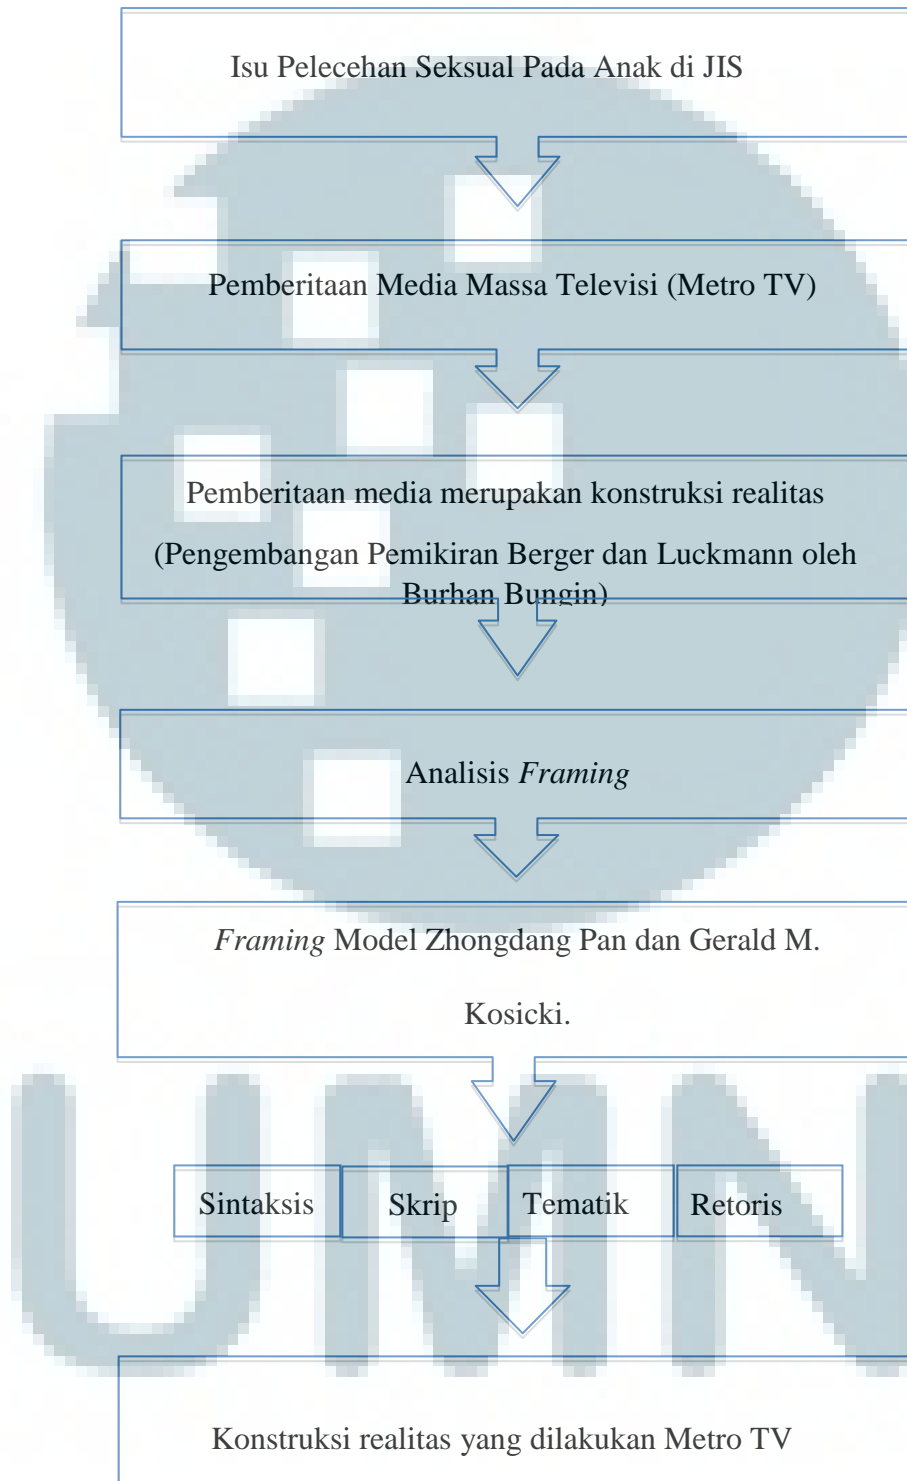 Isu Pelecehan Seksual Pada Anak di JIS
Pemberitaan Media Massa Televisi (Metro TV)
Pemberitaan media merupakan konstruksi realitas
(Pengembangan Pemikiran Berger dan Luckmann oleh
Burhan Bungin)
Analisis Framing
Framing Model Zhongdang Pan dan Gerald M.
Kosicki.
Sintaksis Skrip Tematik Retoris
Konstruksi realitas yang dilakukan Metro TV
UMN